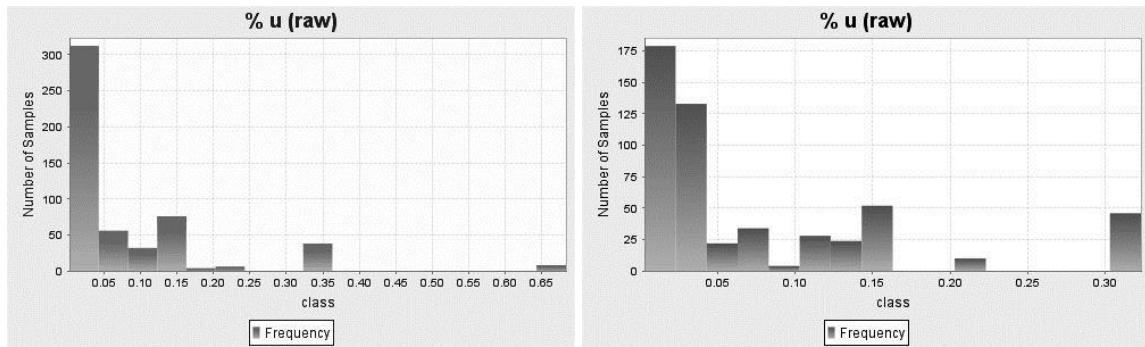 % u (raw)
Number of Samples
300
250
200
150
100
50
0
0.05 0.10 0.15 0.20 0.25 0.30 0.35 0.40 0.45 0.50 0.55 0.60 0.65
class
Frequency
% u (raw)
Number of Samples
175
150
125
100
75
50
25
0
0.05 0.10 0.15 0.20 0.25 0.30
class
Frequency